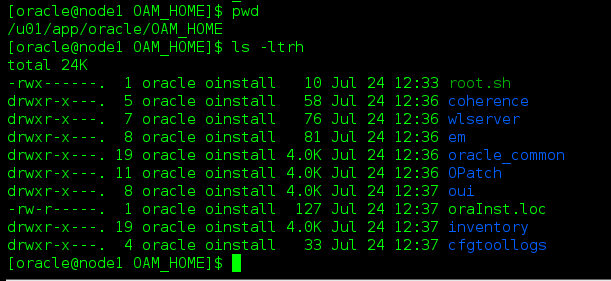 [oracle@node1 OAM_HOME]$ pwd
/u01/app/oracle/OAM_HOME
[oracle@node1 OAM_HOME]$ ls -ltrh
total 24K
-rwx------. 1 oracle oinstall 10 Jul 24 12:33 root.sh
drwxr-x---. 5 oracle oinstall 58 Jul 24 12:36 coherence
drwxr-x---. 7 oracle oinstall 76 Jul 24 12:36 wlserver
drwxr-x---. 8 oracle oinstall 81 Jul 24 12:36 em
drwxr-x---. 19 oracle oinstall 4.0K Jul 24 12:36 oracle_common
drwxr-x---. 11 oracle oinstall 4.0K Jul 24 12:36 OPatch
drwxr-x---. 8 oracle oinstall 4.0K Jul 24 12:37 oui
-rw-r-----. 1 oracle oinstall 127 Jul 24 12:37 oraInst.loc
drwxr-x---. 19 oracle oinstall 4.0K Jul 24 12:37 inventory
drwxr-x---. 4 oracle oinstall 33 Jul 24 12:37 cfgtoollogs
[oracle@node1 OAM_HOME]$